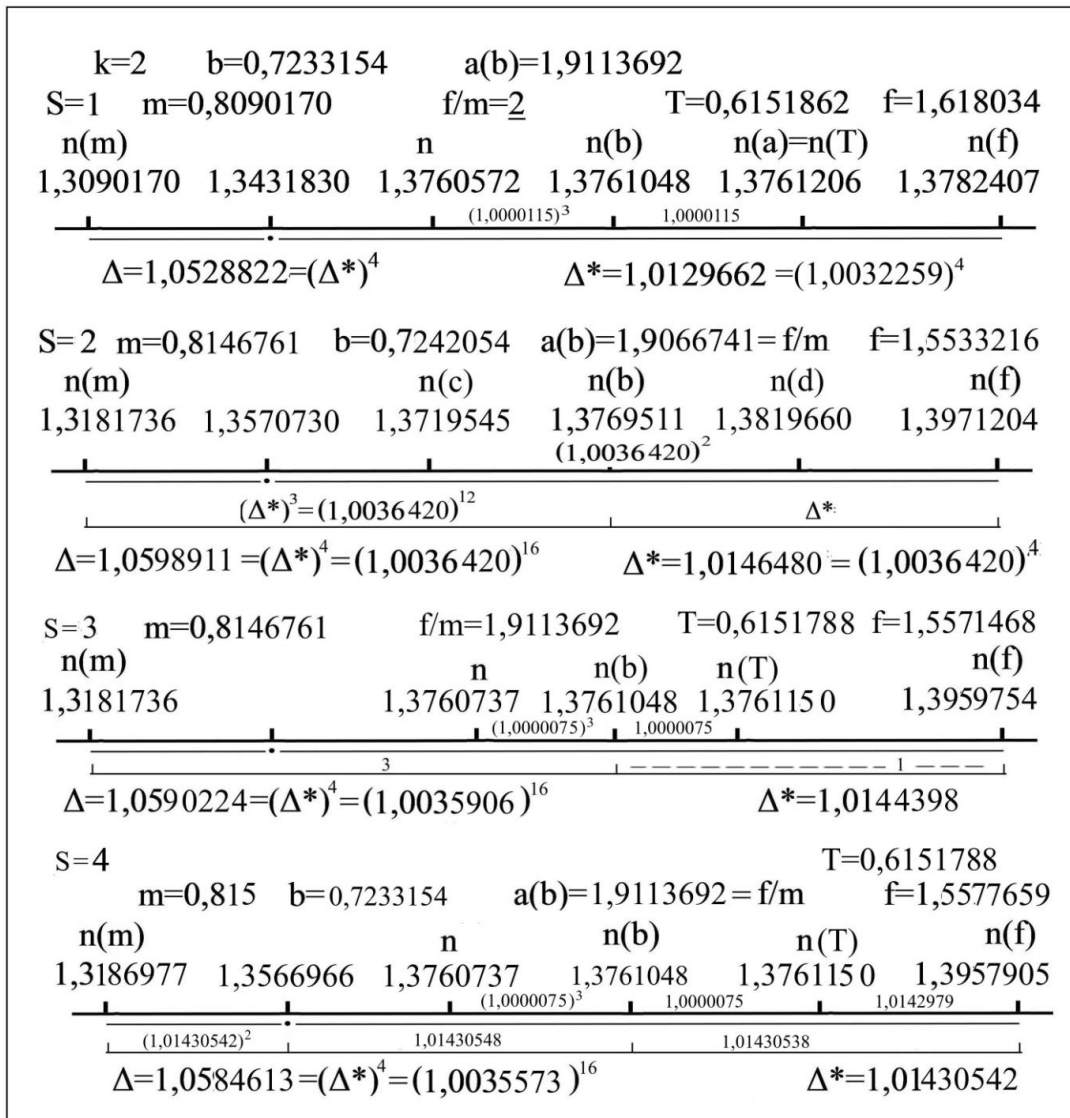 k=2 b=0,7233154 a(b)=1,9113692
S=1 m=0,8090170 f/m=2 T=0,6151862 f=1,618034
n(m) n n(b) n(a)=n(T) n(f)
1,3090170 1,3431830 1,3760572 1,3761048 1,3761206 1,3782407
(1,0000115)³ 1,0000115
Δ=1,0528822=(Δ*)⁴ Δ*=1,0129662=(1,0032259)⁴
S=2 m=0,8146761 b=0,7242054 a(b)=1,9066741=f/m f=1,5533216
n(m) n(c) n(b) n(d) n(f)
1,3181736 1,3570730 1,3719545 1,3769511 1,3819660 1,3971204
(1,0036420)²
(Δ*)³=(1,0036420)¹² Δ*
Δ=1,0598911=(Δ*)⁴=(1,0036420)¹⁶ Δ*=1,0146480=(1,0036420)⁴
S=3 m=0,8146761 f/m=1,9113692 T=0,6151788 f=1,5571468
n(m) n n(b) n(T) n(f)
1,3181736 1,3760737 1,3761048 1,3761150 1,3959754
(1,0000075)³ 1,0000075
3 1
Δ=1,0590224=(Δ*)⁴=(1,0035906)¹⁶ Δ*=1,0144398
S=4 T=0,6151788
m=0,815 b=0,7233154 a(b)=1,9113692=f/m f=1,5577659
n(m) n n(b) n(T) n(f)
1,3186977 1,3566966 1,3760737 1,3761048 1,3761150 1,3957905
(1,0000075)³ 1,0000075 1,0142979
(1,01430542)² 1,01430548 1,01430538
Δ=1,0584613=(Δ*)⁴=(1,0035573)¹⁶ Δ*=1,01430542